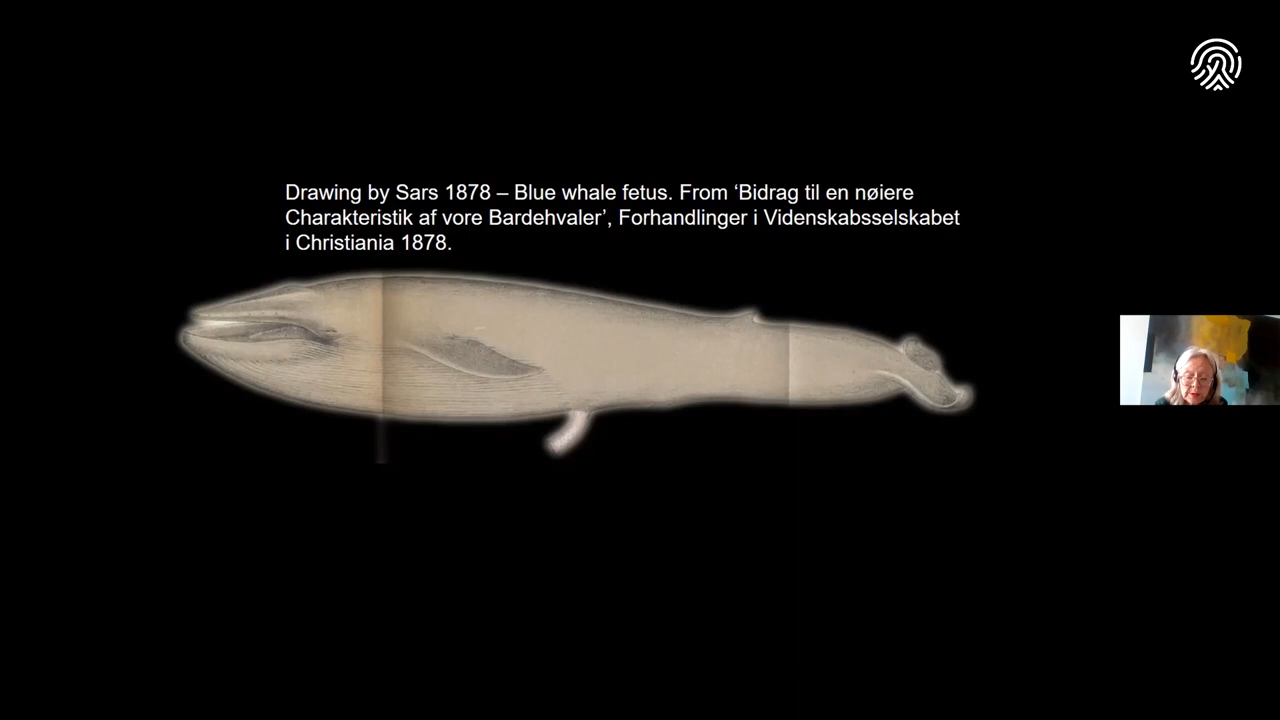 Drawing by Sars 1878 – Blue whale fetus. From ‘Bidrag til en nøiere
Charakteristik af vore Bardehvaler’, Forhandlinger i Videnskabsselskabet
i Christiania 1878.